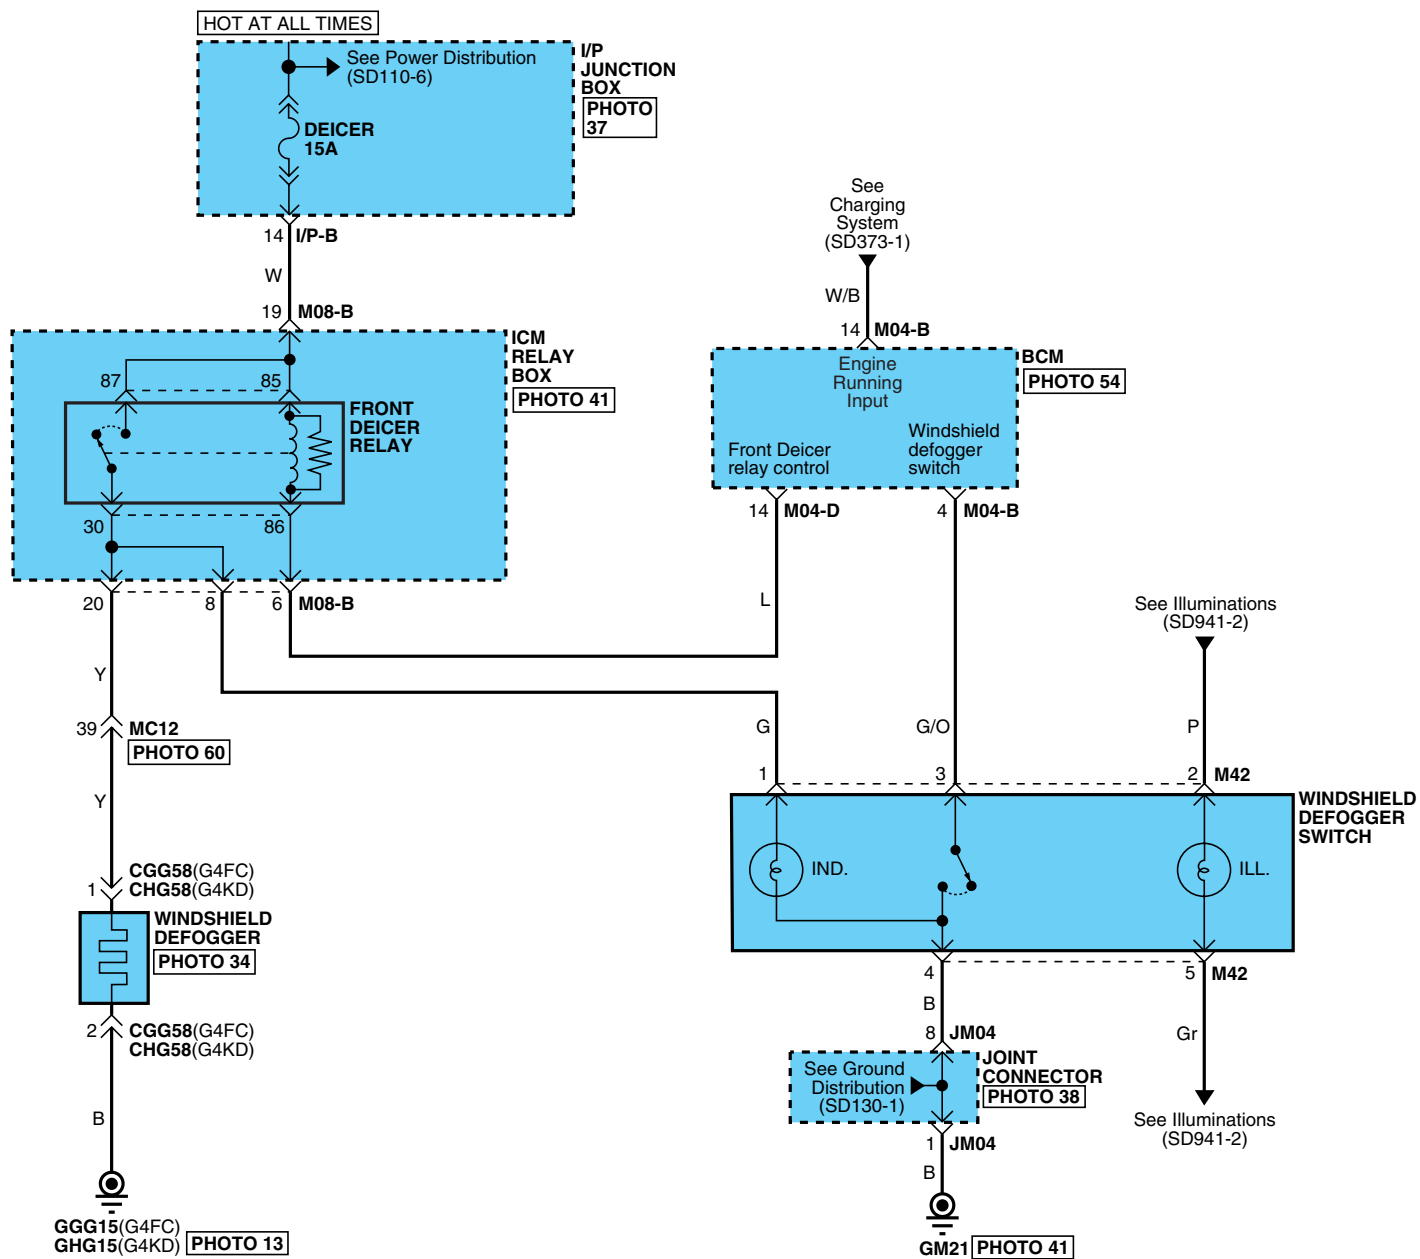 HOT AT ALL TIMES
See Power Distribution
(SD110-6)
DEICER
15A
I/P
JUNCTION
BOX
PHOTO
37
14 I/P-B
W
19 M08-B
ICM
RELAY
BOX
PHOTO 41
87
85
FRONT
DEICER
RELAY
30
86
20
8
6 M08-B
Y
39 MC12
PHOTO 60
Y
CGG58(G4FC)
1 CHG58(G4KD)
WINDSHIELD
DEFOGGER
PHOTO 34
2 CGG58(G4FC)
CHG58(G4KD)
B
GGG15(G4FC)
GHG15(G4KD)
PHOTO 13
See
Charging
System
(SD373-1)
W/B
14 M04-B
Engine
Running
Input
BCM
PHOTO 54
Front Deicer
relay control
Windshield
defogger
switch
14 M04-D
4 M04-B
L
See Illuminations
(SD941-2)
G
G/O
P
1
3
2 M42
WINDSHIELD
DEFOGGER
SWITCH
IND.
ILL.
4
5 M42
B
Gr
8 JM04
See Ground
Distribution
(SD130-1)
JOINT
CONNECTOR
PHOTO 38
See Illuminations
(SD941-2)
1 JM04
B
GM21
PHOTO 41